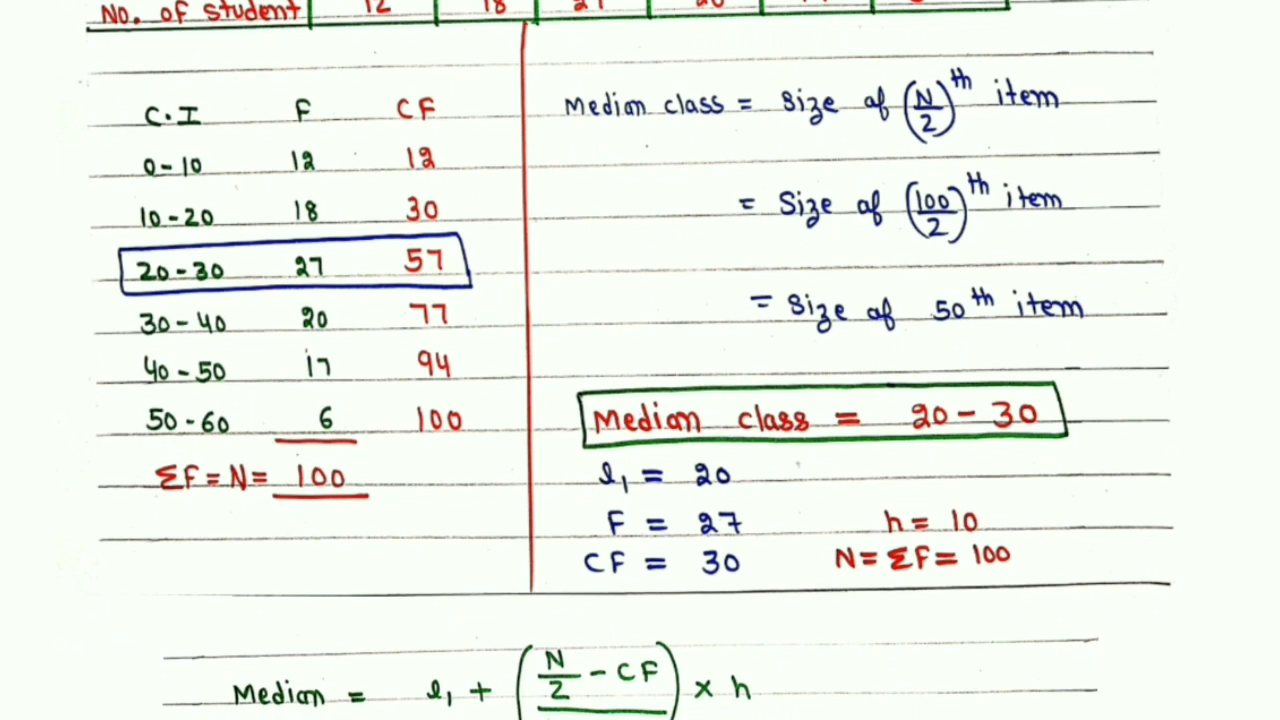 No. of student 12 18 27 20
C.I F CF
0-10 12 12
10-20 18 30
20-30 27 57
30-40 20 77
40-50 17 94
50-60 6 100
ΣF = N = 100
Median class = Size of (N/2)th item
= Size of (100/2)th item
= Size of 50th item
Median class = 20-30
l₁ = 20
F = 27 h = 10
CF = 30 N = ΣF = 100
Median = l₁ + (N/2 - CF) × h